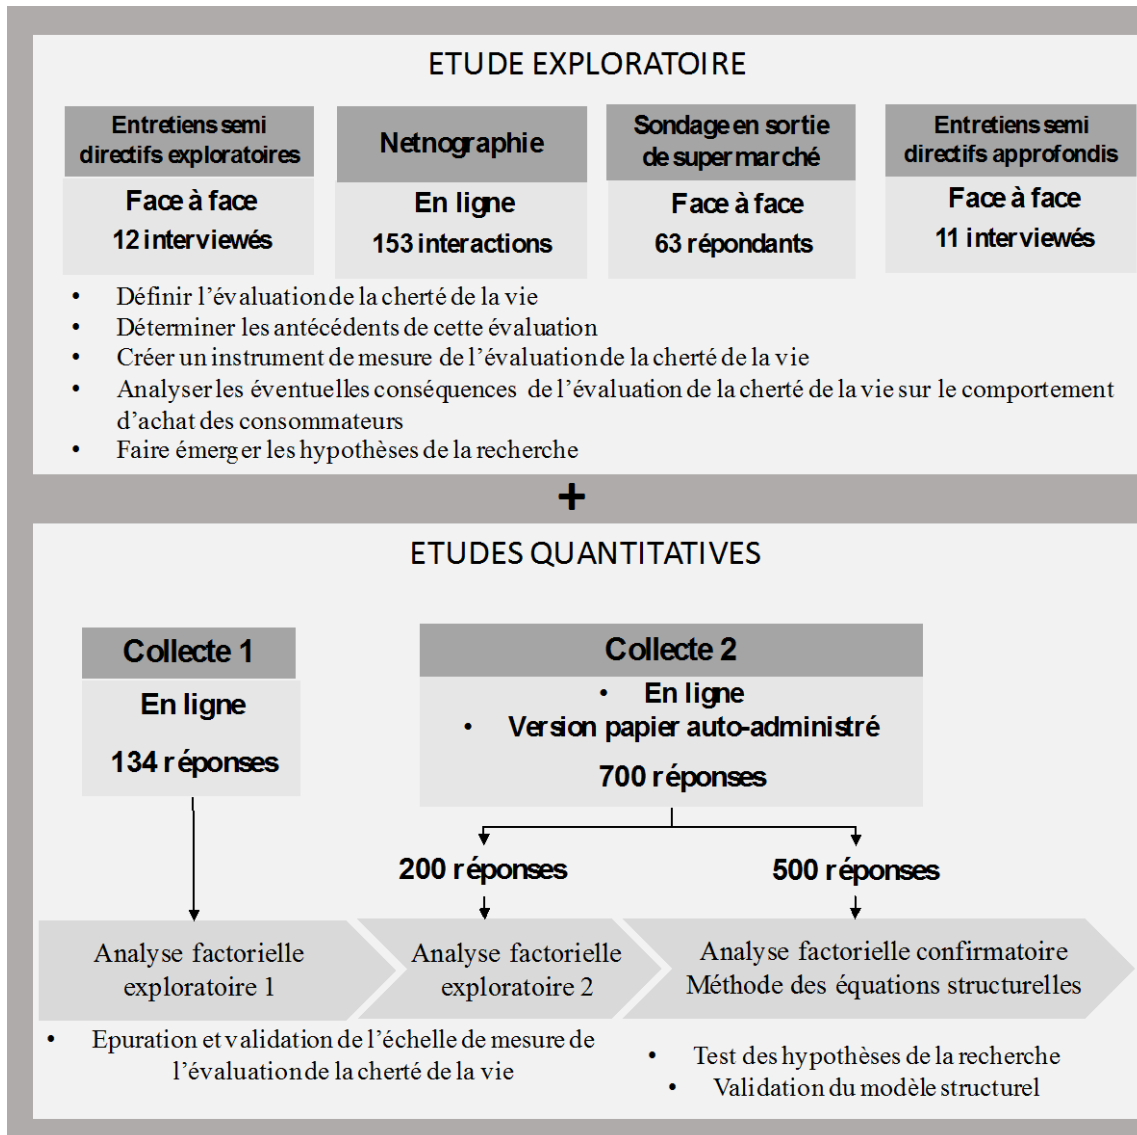 ETUDE EXPLORATOIRE
Entretiens semi
directifs exploratoires
Face à face
12 interviewés
Netnographie
En ligne
153 interactions
Sondage en sortie
de supermarché
Face à face
63 répondants
Entretiens semi
directifs approfondis
Face à face
11 interviewés
• Définir l’évaluation de la cherté de la vie
• Déterminer les antécédents de cette évaluation
• Créer un instrument de mesure de l’évaluation de la cherté de la vie
• Analyser les éventuelles conséquences de l’évaluation de la cherté de la vie sur le comportement
d’achat des consommateurs
• Faire émerger les hypothèses de la recherche
+
ETUDES QUANTITATIVES
Collecte 1
En ligne
134 réponses
Collecte 2
• En ligne
• Version papier auto-administré
700 réponses
200 réponses
500 réponses
Analyse factorielle
exploratoire 1
Analyse factorielle
exploratoire 2
Analyse factorielle confirmatoire
Méthode des équations structurelles
• Epuration et validation de l’échelle de mesure de
l’évaluation de la cherté de la vie
• Test des hypothèses de la recherche
• Validation du modèle structurel